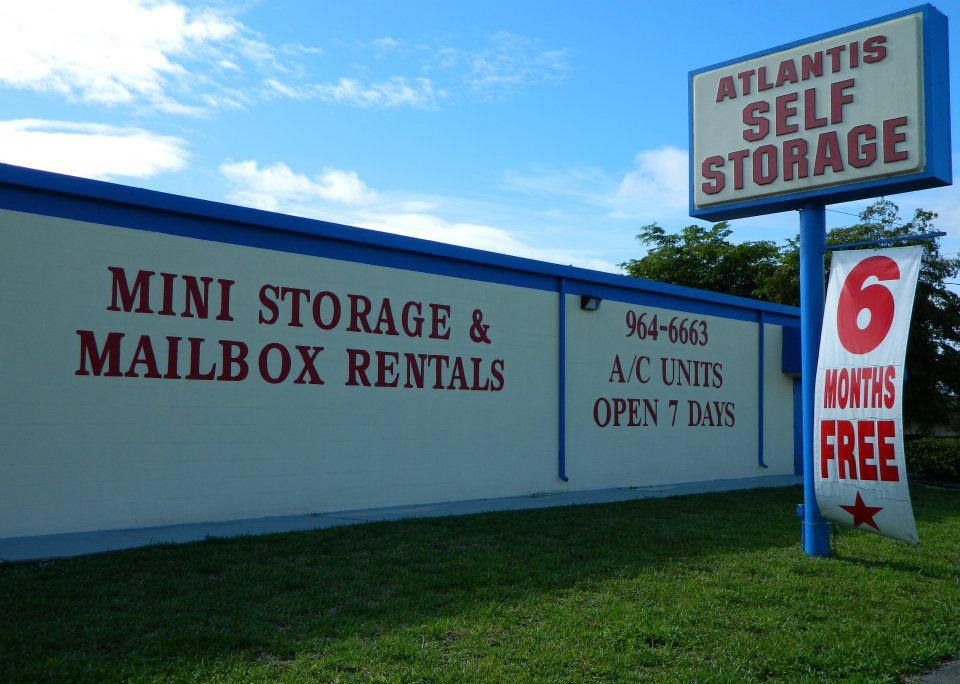 ATLANTIS
SELF
STORAGE
MINI STORAGE &
MAILBOX RENTALS
964-6663
A/C UNITS
OPEN 7 DAYS
6
MONTHS
FREE